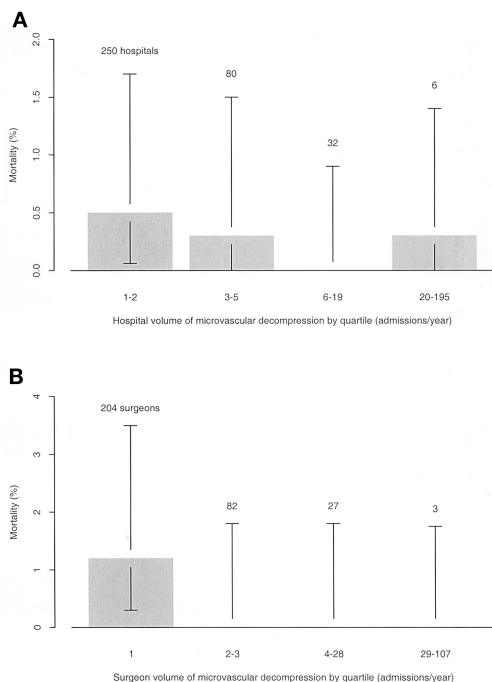 A
250 hospitals
80
32
6
2.0
1.5
1.0
0.5
0.0
Mortality (%)
1-2 3-5 6-19 20-195
Hospital volume of microvascular decompression by quartile (admissions/year)
B
204 surgeons
82
27
3
4
3
2
1
0
Mortality (%)
1 2-3 4-28 29-107
Surgeon volume of microvascular decompression by quartile (admissions/year)